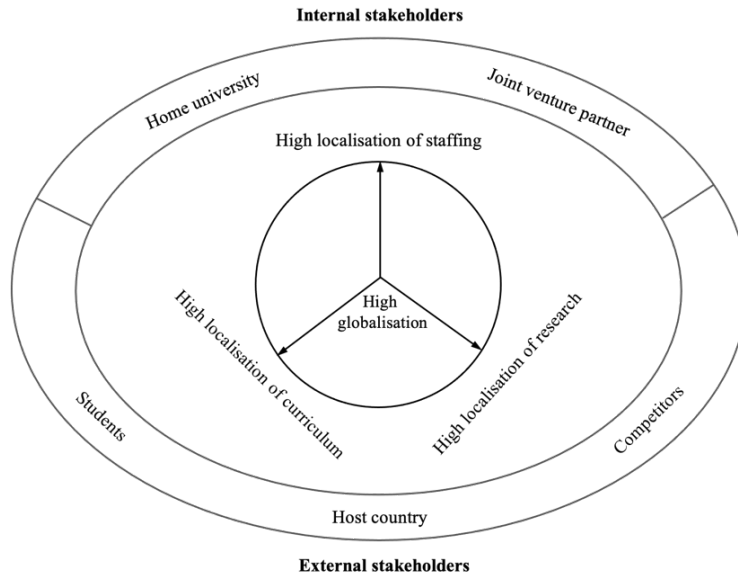 Internal stakeholders
Home university
Joint venture partner
High localisation of staffing
High
globalisation
High localisation of curriculum
High localisation of research
Students
Competitors
Host country
External stakeholders